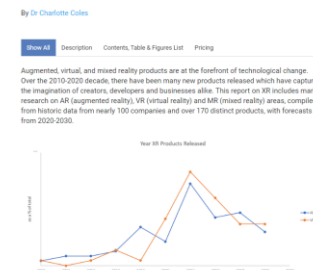 By Dr Charlotte Coles
Show All Description Contents, Table & Figures List Pricing
Augmented, virtual, and mixed reality products are at the forefront of technological change.
Over the 2010-2020 decade, there have been many new products released which have captur
the imagination of creators, developers and businesses alike. This report on XR includes mar
research on AR (augmented reality), VR (virtual reality) and MR (mixed reality) areas, compile
from historic data from nearly 100 companies and over 170 distinct products, with forecasts
from 2020-2030.
Year XR Products Released